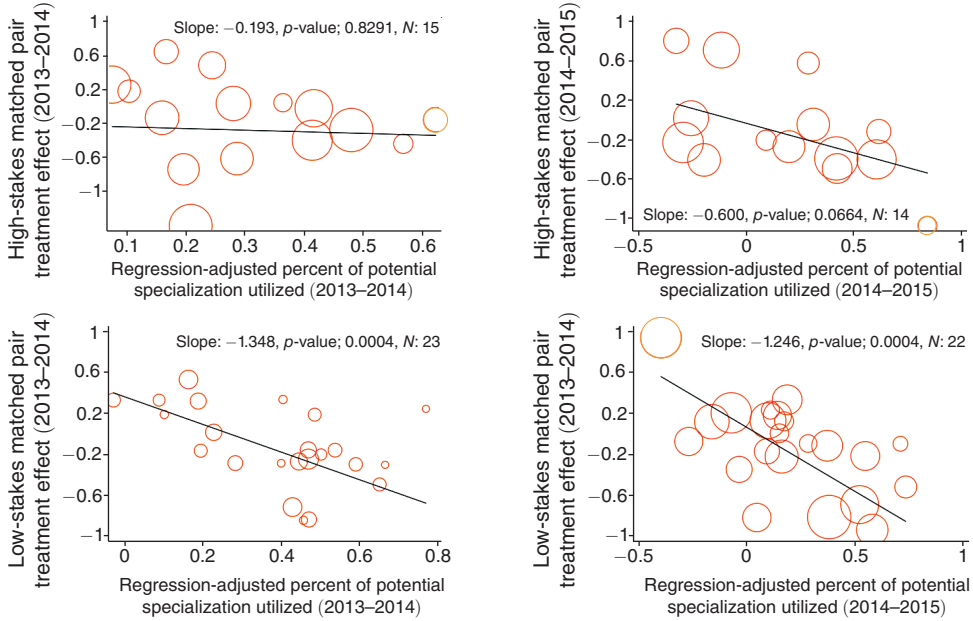 High-stakes matched pair
treatment effect (2013–2014)
1
0.6
0.2
−0.2
−0.6
−1
Slope: −0.193, p-value; 0.8291, N: 15
0.1
0.2
0.3
0.4
0.5
0.6
Regression-adjusted percent of potential
specialization utilized (2013–2014)
High-stakes matched pair
treatment effect (2014–2015)
1
0.6
0.2
−0.2
−0.6
−1
Slope: −0.600, p-value; 0.0664, N: 14
−0.5
0
0.5
1
Regression-adjusted percent of potential
specialization utilized (2014–2015)
Low-stakes matched pair
treatment effect (2013–2014)
1
0.6
0.2
−0.2
−0.6
−1
Slope: −1.348, p-value; 0.0004, N: 23
0
0.2
0.4
0.6
0.8
Regression-adjusted percent of potential
specialization utilized (2013–2014)
Low-stakes matched pair
treatment effect (2013–2014)
1
0.6
0.2
−0.2
−0.6
−1
Slope: −1.246, p-value; 0.0004, N: 22
−0.5
0
0.5
1
Regression-adjusted percent of potential
specialization utilized (2014–2015)